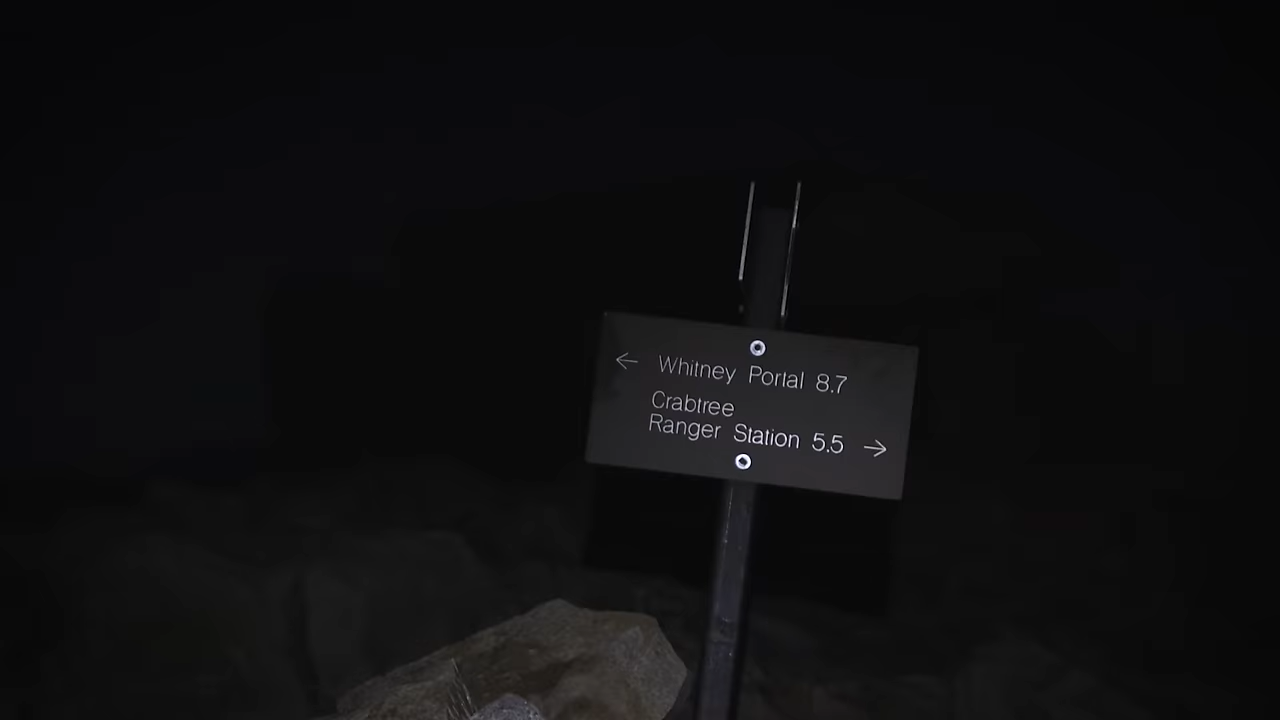 ← Whitney Portal 8.7
Crabtree
Ranger Station 5.5 →